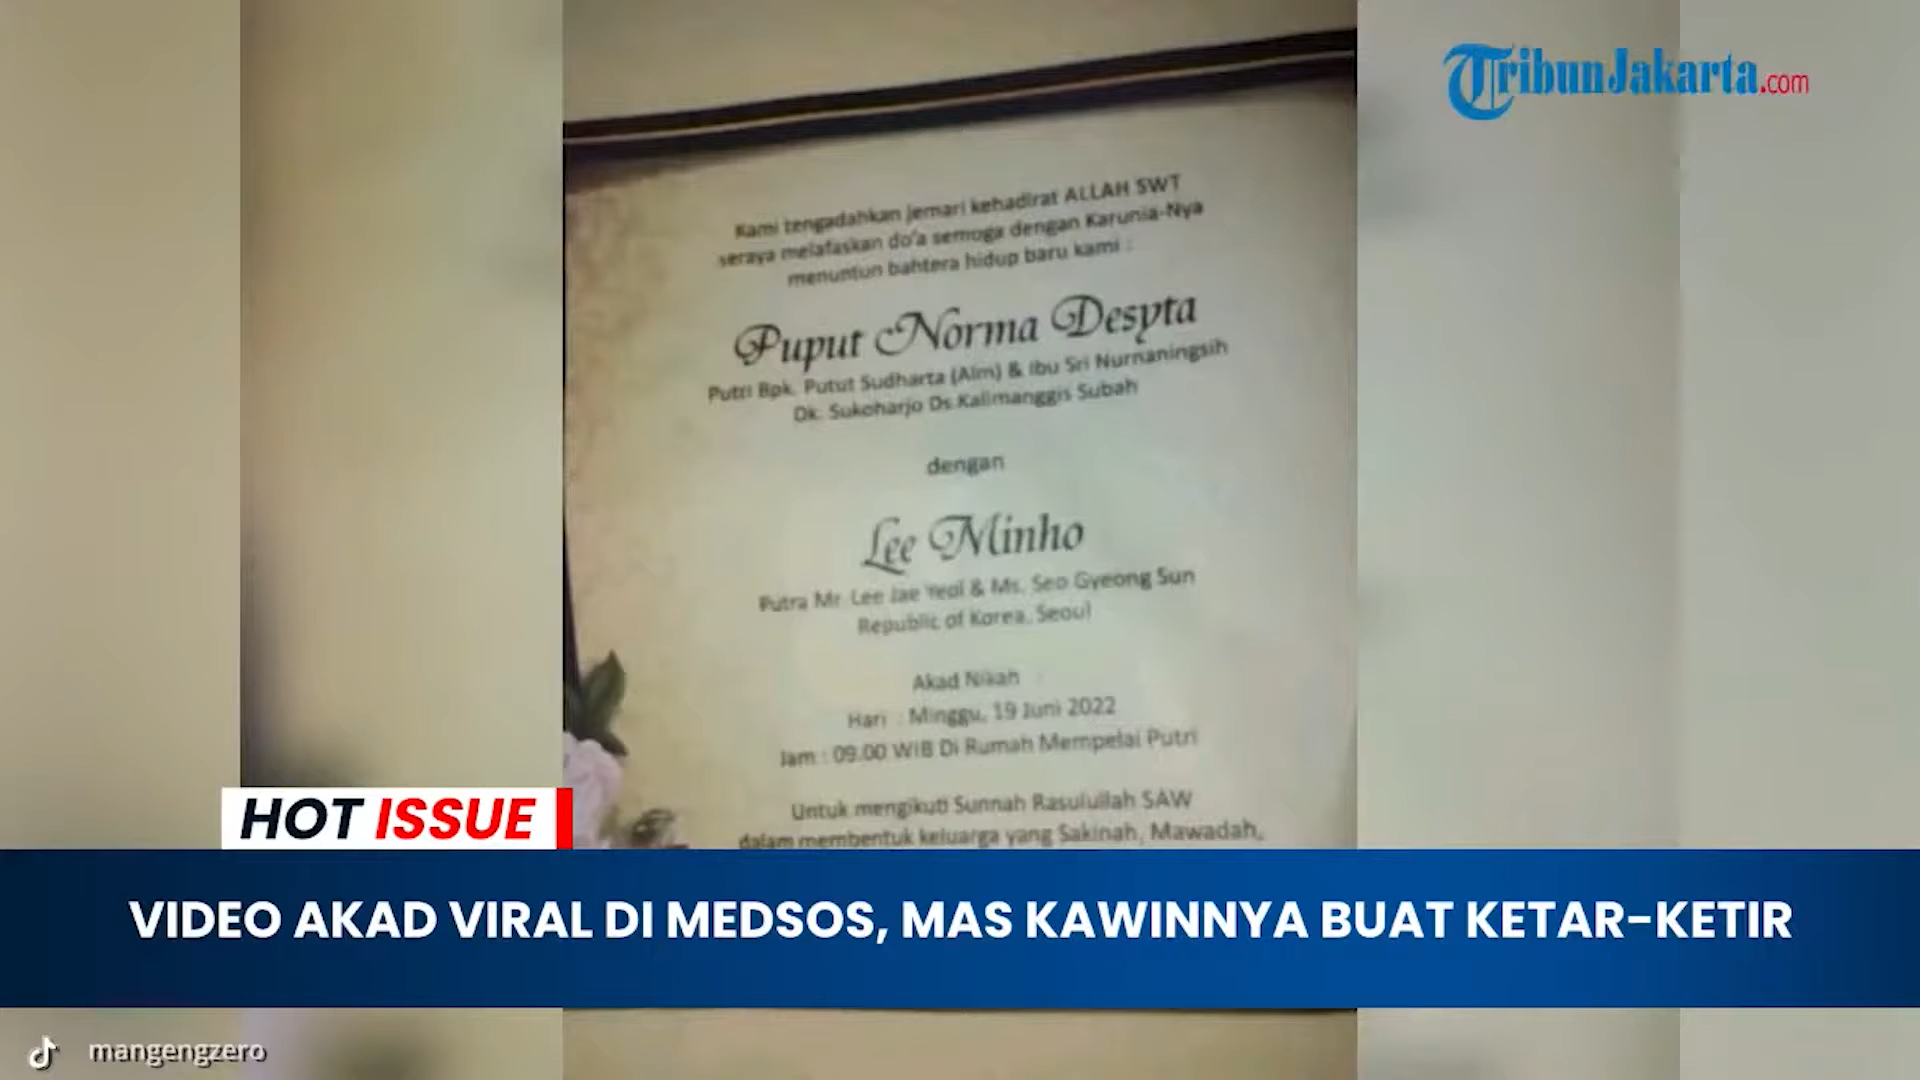 TribunJakarta.com
Kami tengadahkan jemari kehadirat ALLAH SWT
seraya melafaskan do'a semoga dengan Karunia-Nya
menuntun bahtera hidup baru kami :
Puput Norma Desyta
Putri Bpk. Putut Sudharta (Alm) & Ibu Sri Nurnaningsih
Dk. Sukoharjo Ds.Kalimanggis Subah
dengan
Lee Minho
Putra Mr. Lee Jae Yeol & Ms. Seo Gyeong Sun
Republic of Korea, Seoul
Akad Nikah
Hari : Minggu, 19 Juni 2022
Jam : 09.00 WIB Di Rumah Mempelai Putri
Untuk mengikuti Sunnah Rasulullah SAW
dalam membentuk keluarga yang Sakinah, Mawadah,
HOT ISSUE
VIDEO AKAD VIRAL DI MEDSOS, MAS KAWINNYA BUAT KETAR-KETIR
mangengzero